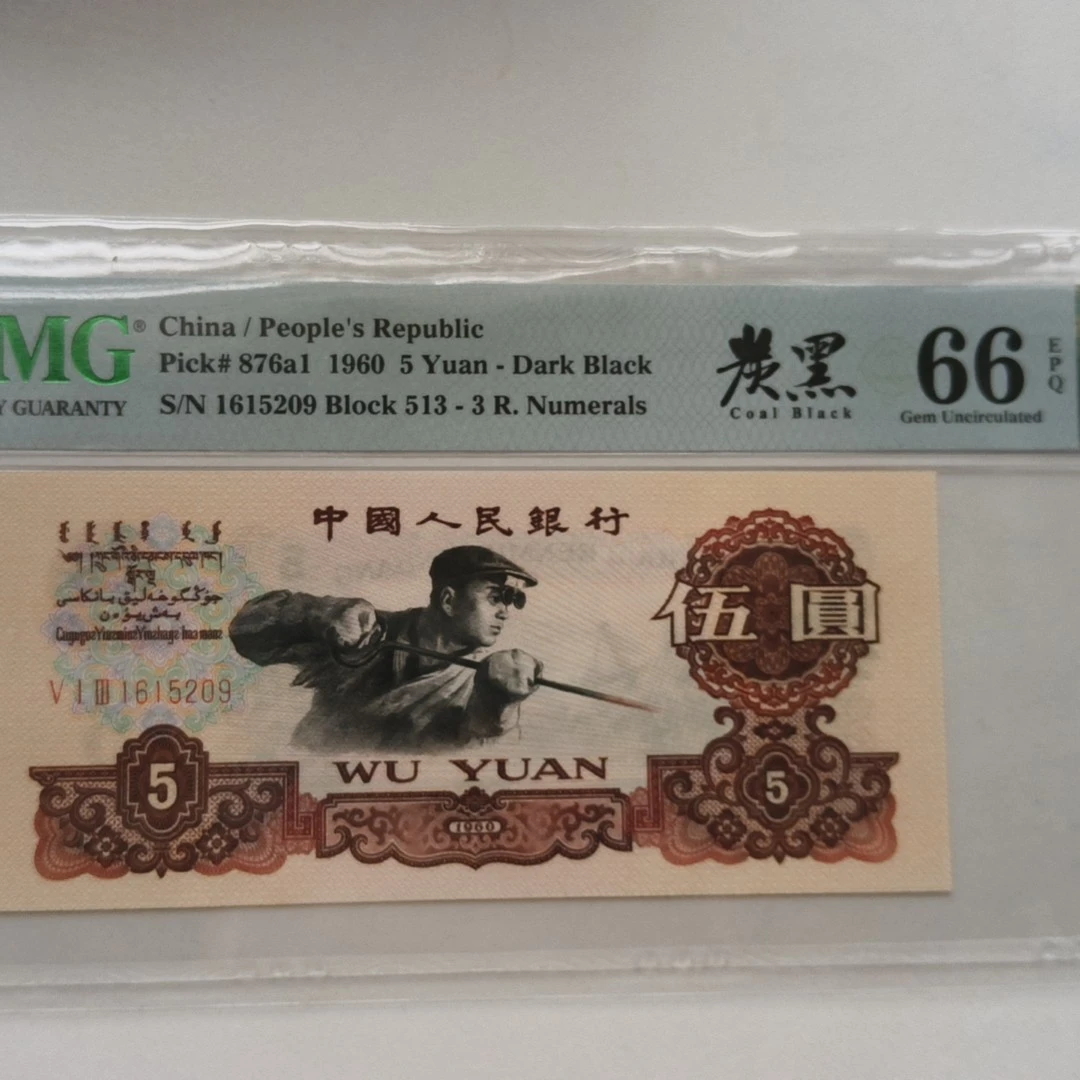 MG®
Y GUARANTY
China / People's Republic
Pick# 876a1 1960 5 Yuan - Dark Black
S/N 1615209 Block 513 - 3 R. Numerals
炭黑
Coal Black
66
EPQ
Gem Uncirculated
中國人民銀行
伍圓
V I III 1615209
WU YUAN
5
5
1960